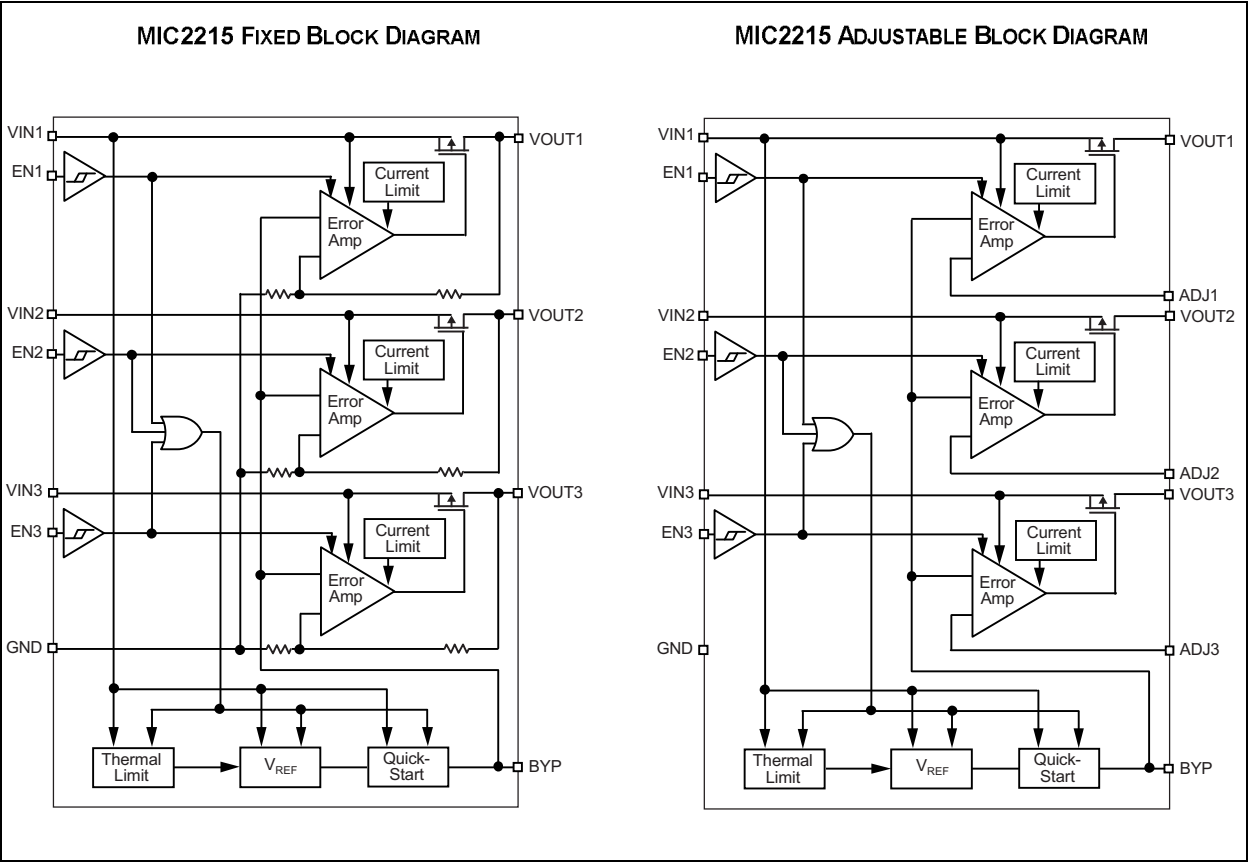 MIC2215 FIXED BLOCK DIAGRAM
VIN1
EN1
VIN2
EN2
VIN3
EN3
GND
VOUT1
VOUT2
VOUT3
BYP
Current
Limit
Error
Amp
Current
Limit
Error
Amp
Current
Limit
Error
Amp
Thermal
Limit
VREF
Quick-
Start
MIC2215 ADJUSTABLE BLOCK DIAGRAM
VIN1
EN1
VIN2
EN2
VIN3
EN3
GND
VOUT1
ADJ1
VOUT2
ADJ2
VOUT3
ADJ3
BYP
Current
Limit
Error
Amp
Current
Limit
Error
Amp
Current
Limit
Error
Amp
Thermal
Limit
VREF
Quick-
Start